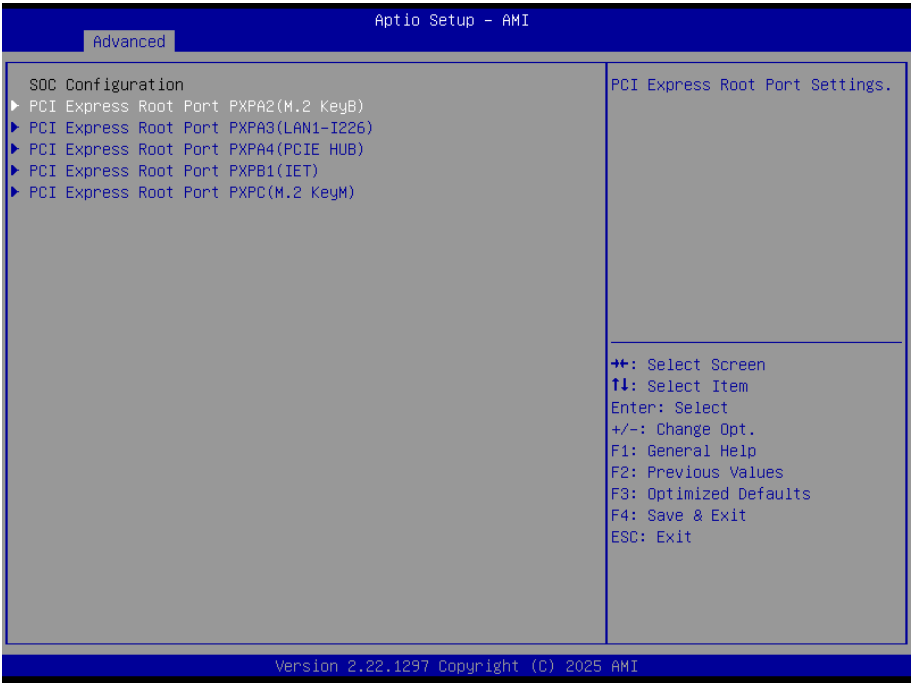 Aptio Setup – AMI
Advanced
SOC Configuration
PCI Express Root Port PXPA2(M.2 KeyB)
PCI Express Root Port PXPA3(LAN1-I226)
PCI Express Root Port PXPA4(PCIE HUB)
PCI Express Root Port PXPB1(IET)
PCI Express Root Port PXPC(M.2 KeyM)
PCI Express Root Port Settings.
→←: Select Screen
↑↓: Select Item
Enter: Select
+/-: Change Opt.
F1: General Help
F2: Previous Values
F3: Optimized Defaults
F4: Save & Exit
ESC: Exit
Version 2.22.1297 Copyright (C) 2025 AMI